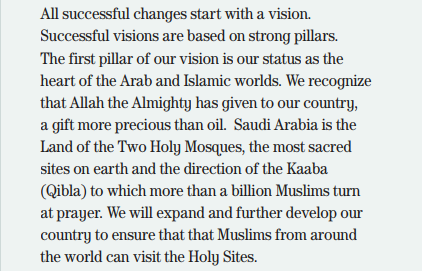 All successful changes start with a vision.
Successful visions are based on strong pillars.
The first pillar of our vision is our status as the
heart of the Arab and Islamic worlds. We recognize
that Allah the Almighty has given to our country,
a gift more precious than oil.  Saudi Arabia is the
Land of the Two Holy Mosques, the most sacred
sites on earth and the direction of the Kaaba
(Qibla) to which more than a billion Muslims turn
at prayer. We will expand and further develop our
country to ensure that that Muslims from around
the world can visit the Holy Sites.